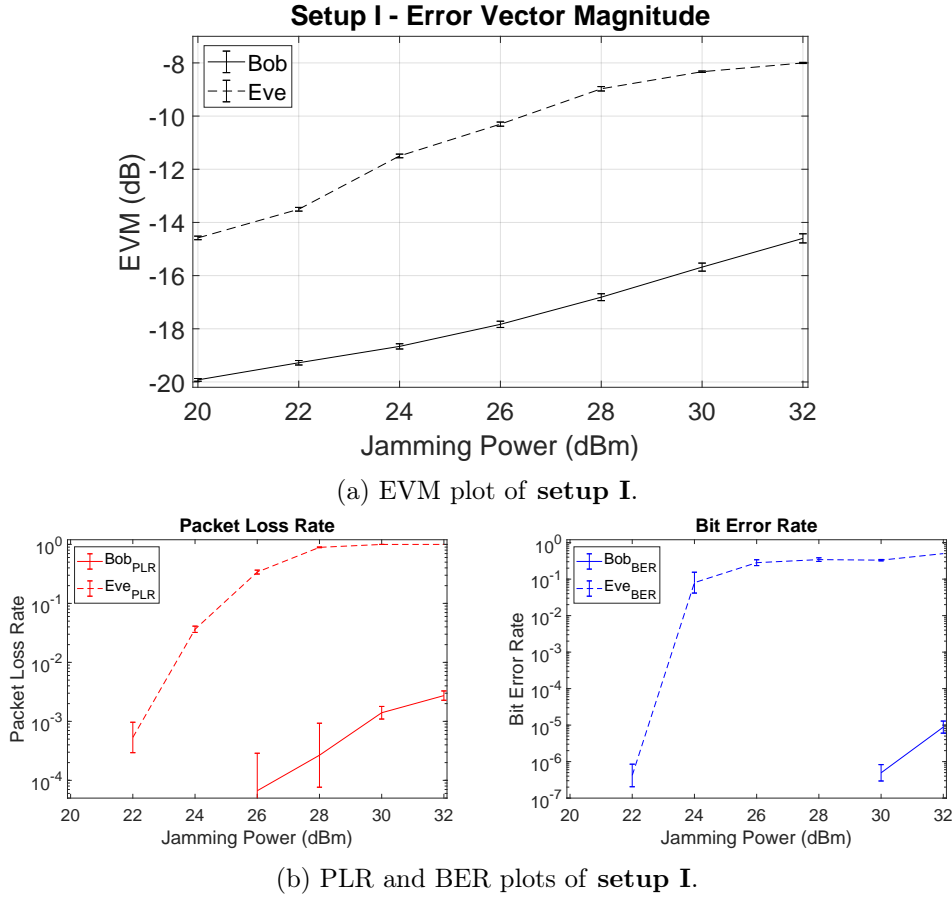 Setup I - Error Vector Magnitude
Bob
Eve
-8
-10
-12
-14
-16
-18
-20
EVM (dB)
20 22 24 26 28 30 32
Jamming Power (dBm)
(a) EVM plot of setup I.
Packet Loss Rate
Bob_PLR
Eve_PLR
10^0
10^-1
10^-2
10^-3
10^-4
Packet Loss Rate
20 22 24 26 28 30 32
Jamming Power (dBm)
Bit Error Rate
Bob_BER
Eve_BER
10^0
10^-1
10^-2
10^-3
10^-4
10^-5
10^-6
10^-7
Bit Error Rate
20 22 24 26 28 30 32
Jamming Power (dBm)
(b) PLR and BER plots of setup I.